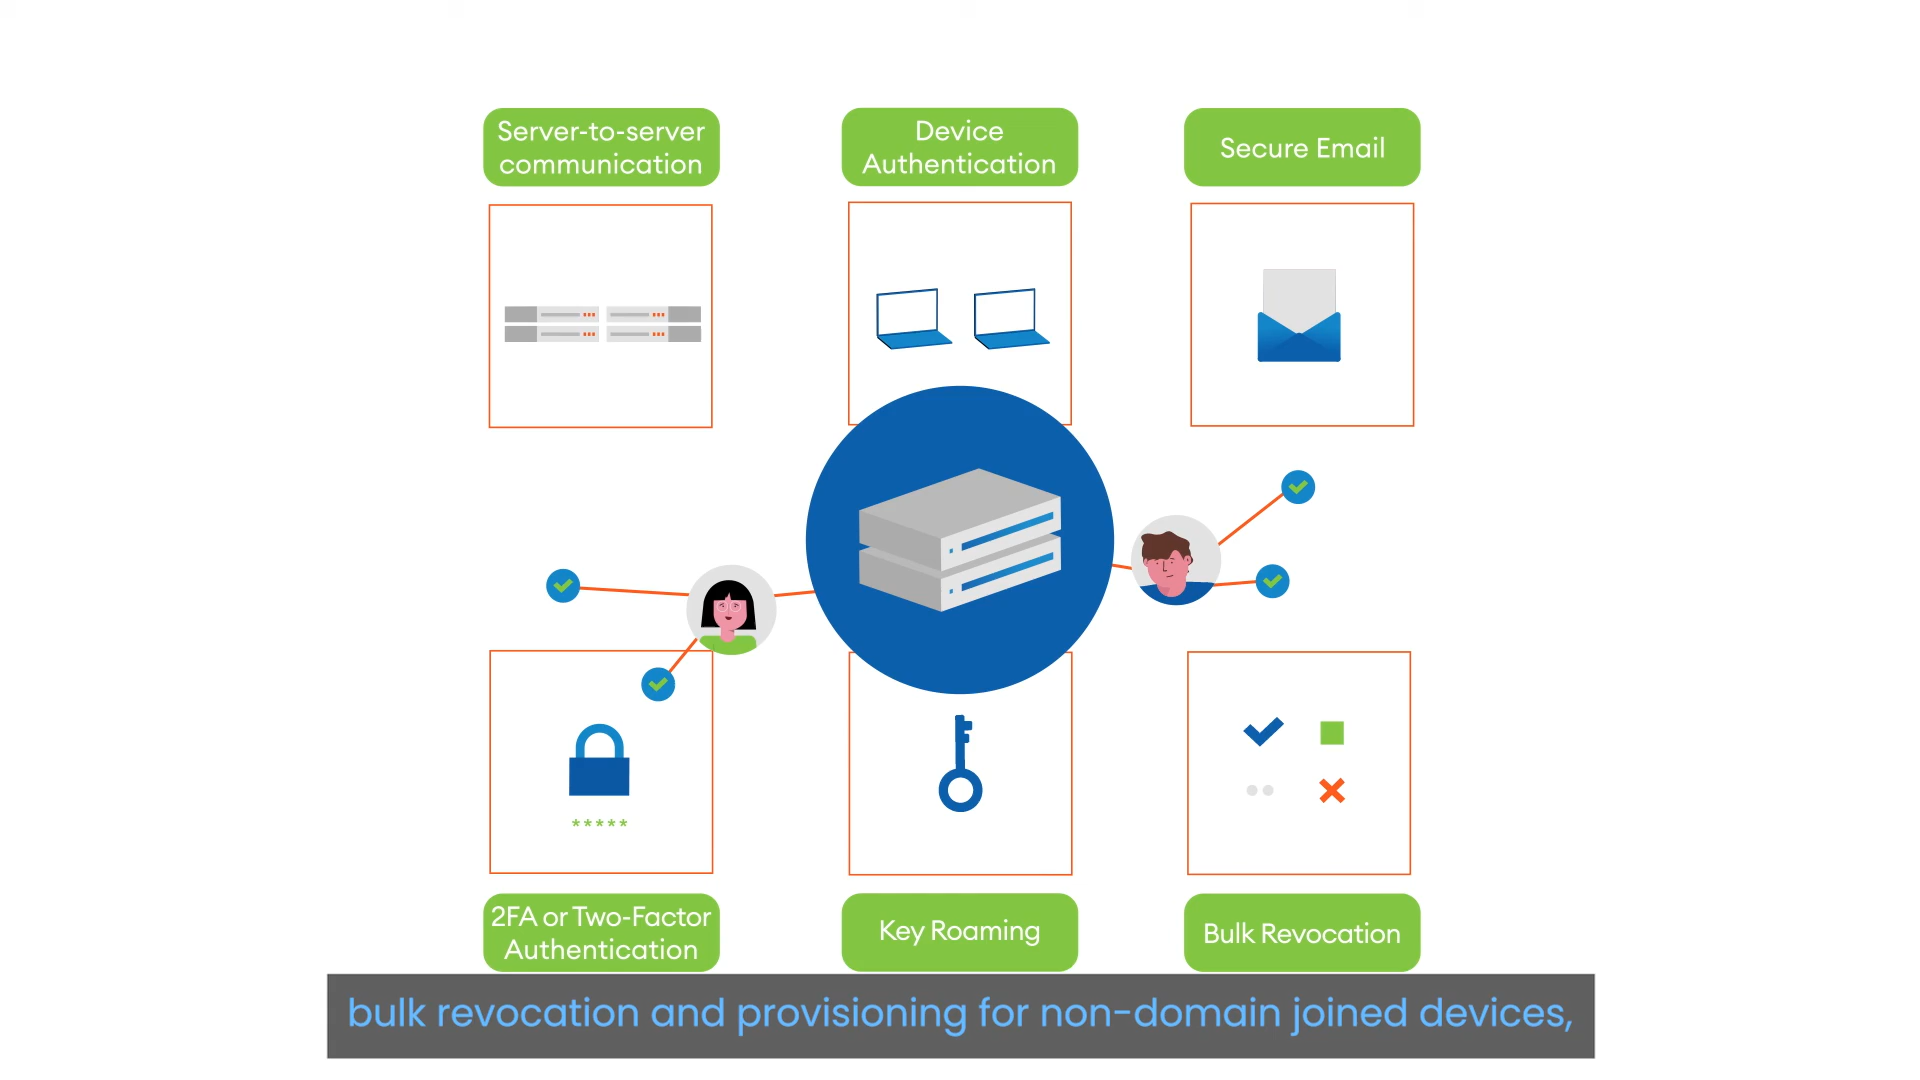 Server-to-server
communication
Device
Authentication
Secure Email
*****
2FA or Two-Factor
Authentication
Key Roaming
Bulk Revocation
bulk revocation and provisioning for non-domain joined devices,